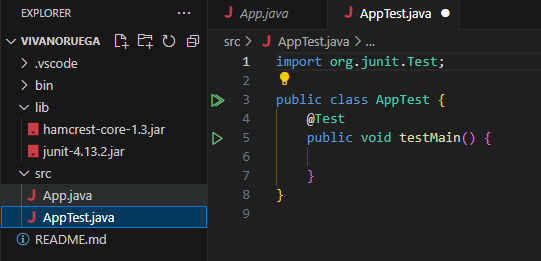 EXPLORER
VIVANORUEGA
.vscode
bin
lib
hamcrest-core-1.3.jar
junit-4.13.2.jar
src
App.java
AppTest.java
README.md
App.java
AppTest.java
src > AppTest.java > ...
1 import org.junit.Test;
2
3 public class AppTest {
4 @Test
5 public void testMain() {
6
7 }
8 }
9